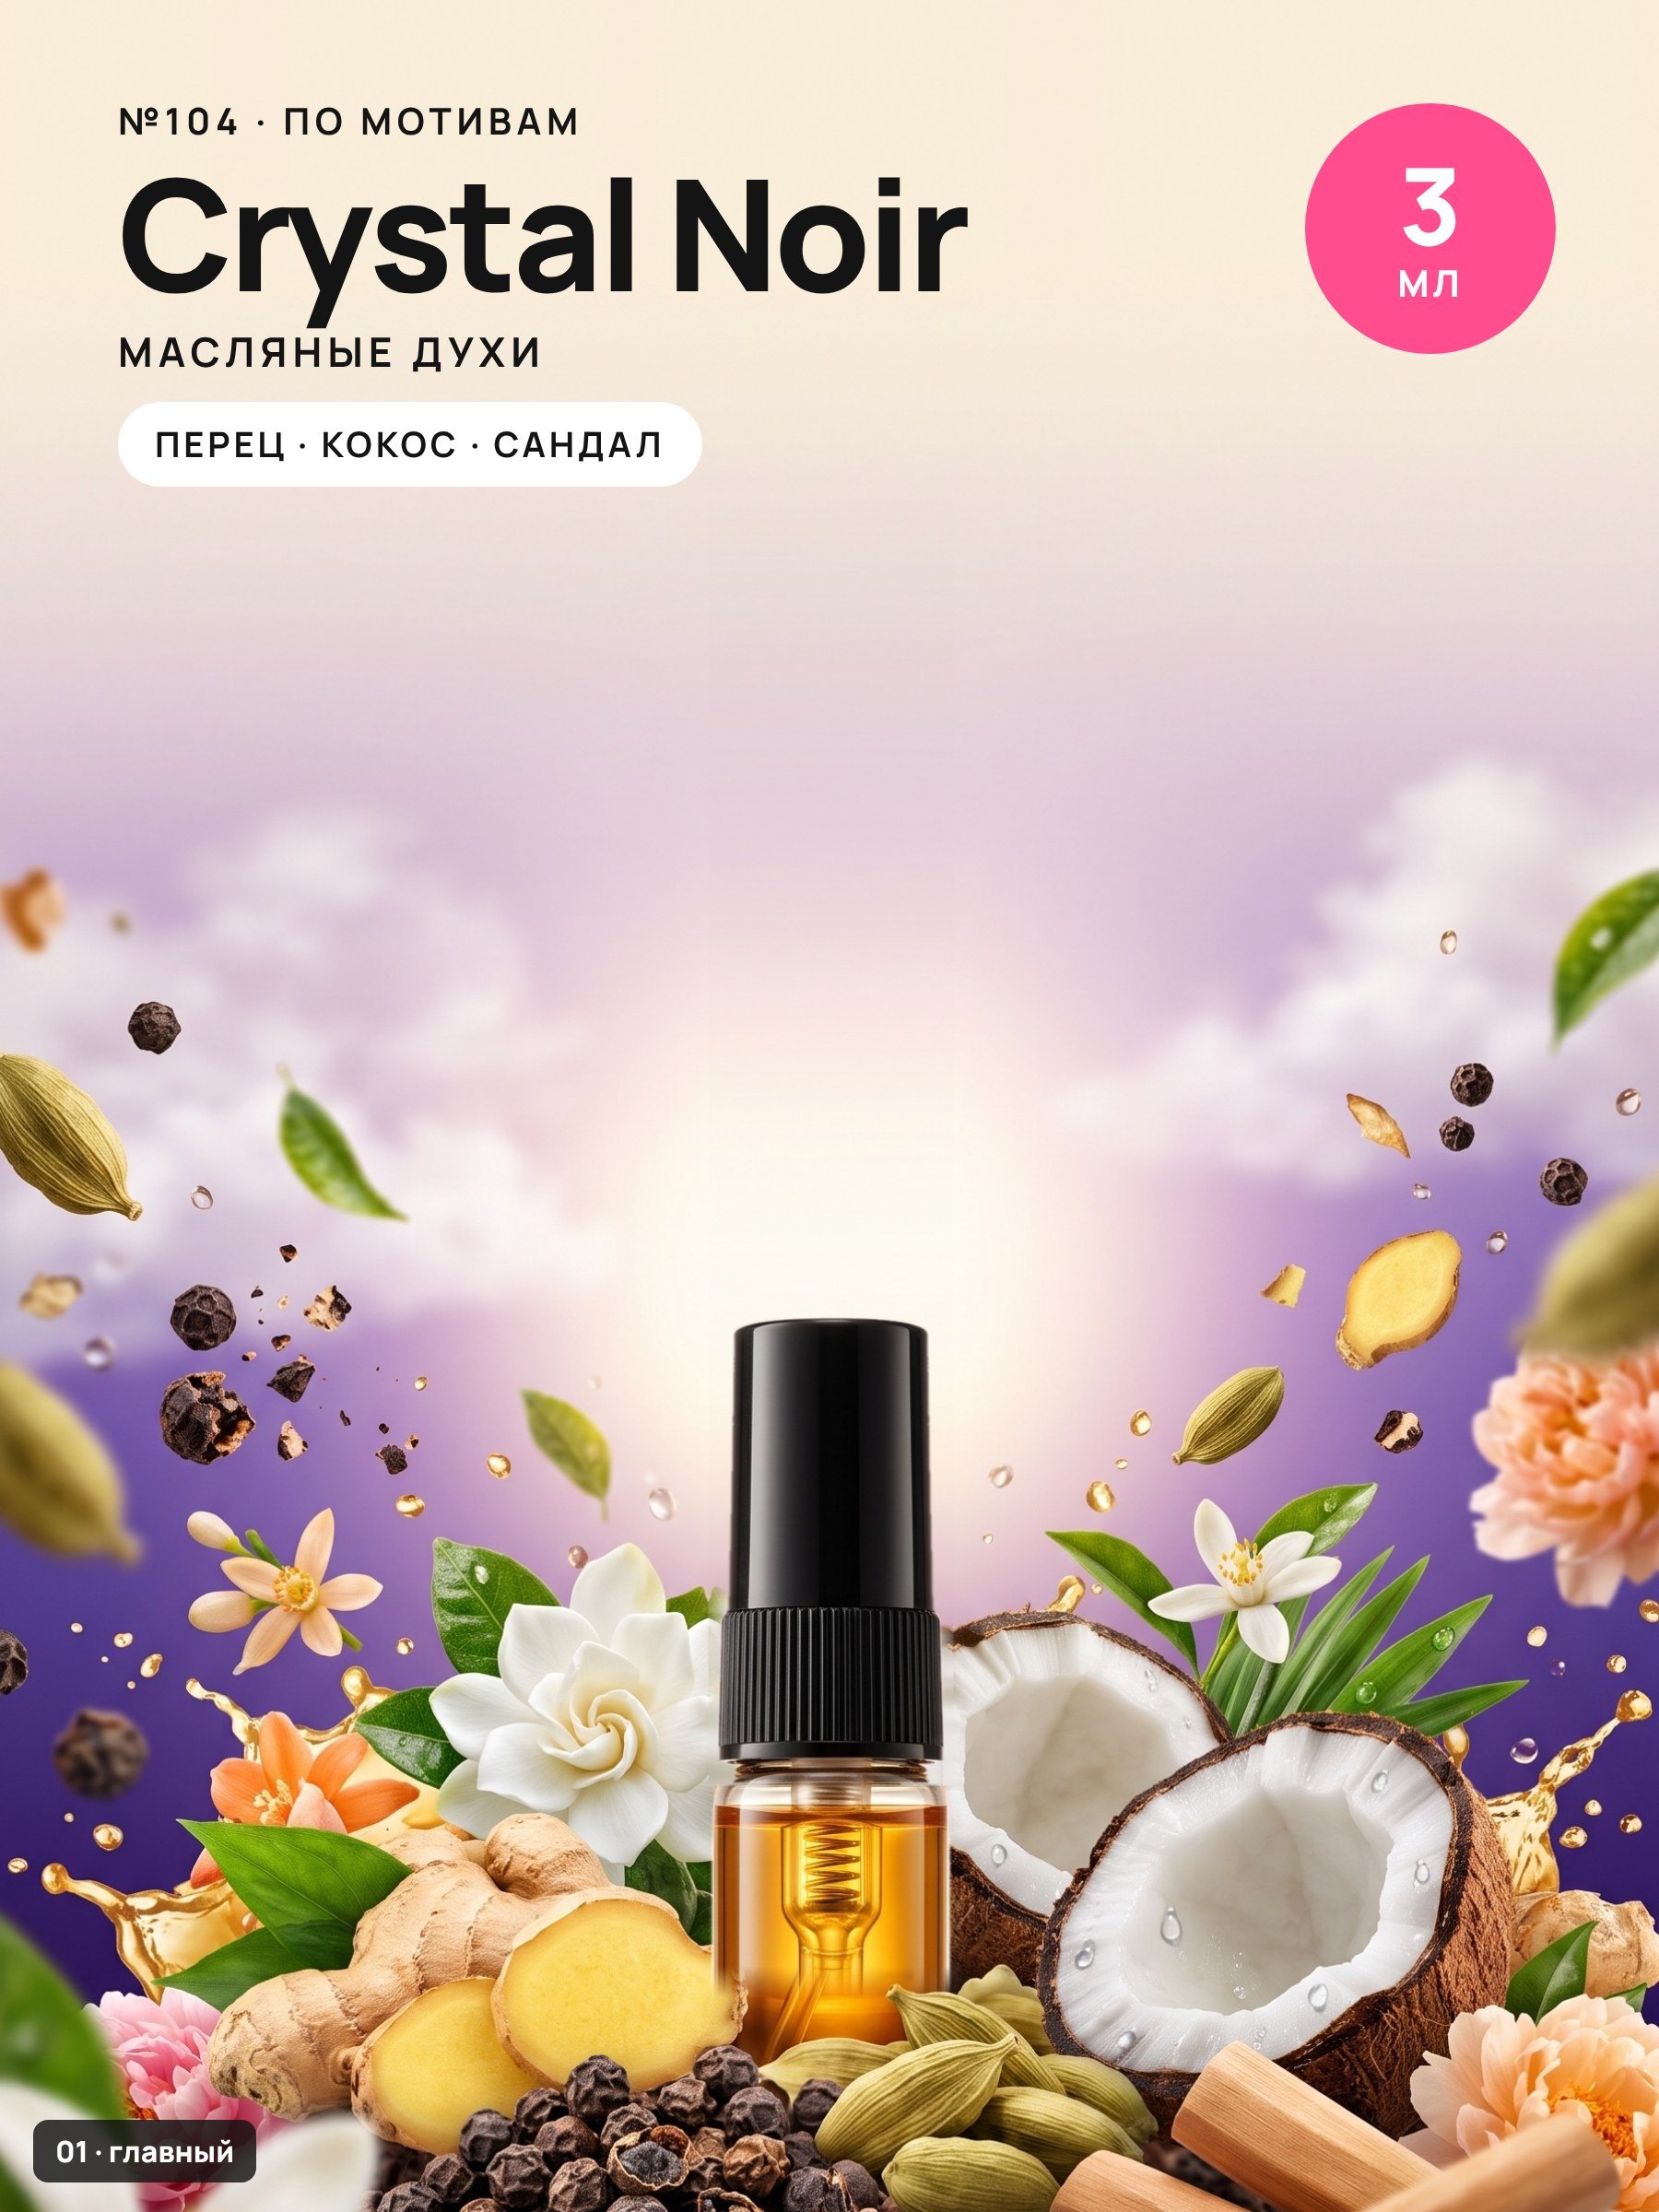 №104 · ПО МОТИВАМ
Crystal Noir
МАСЛЯНЫЕ ДУХИ
ПЕРЕЦ · КОКОС · САНДАЛ
3
МЛ
01 · главный